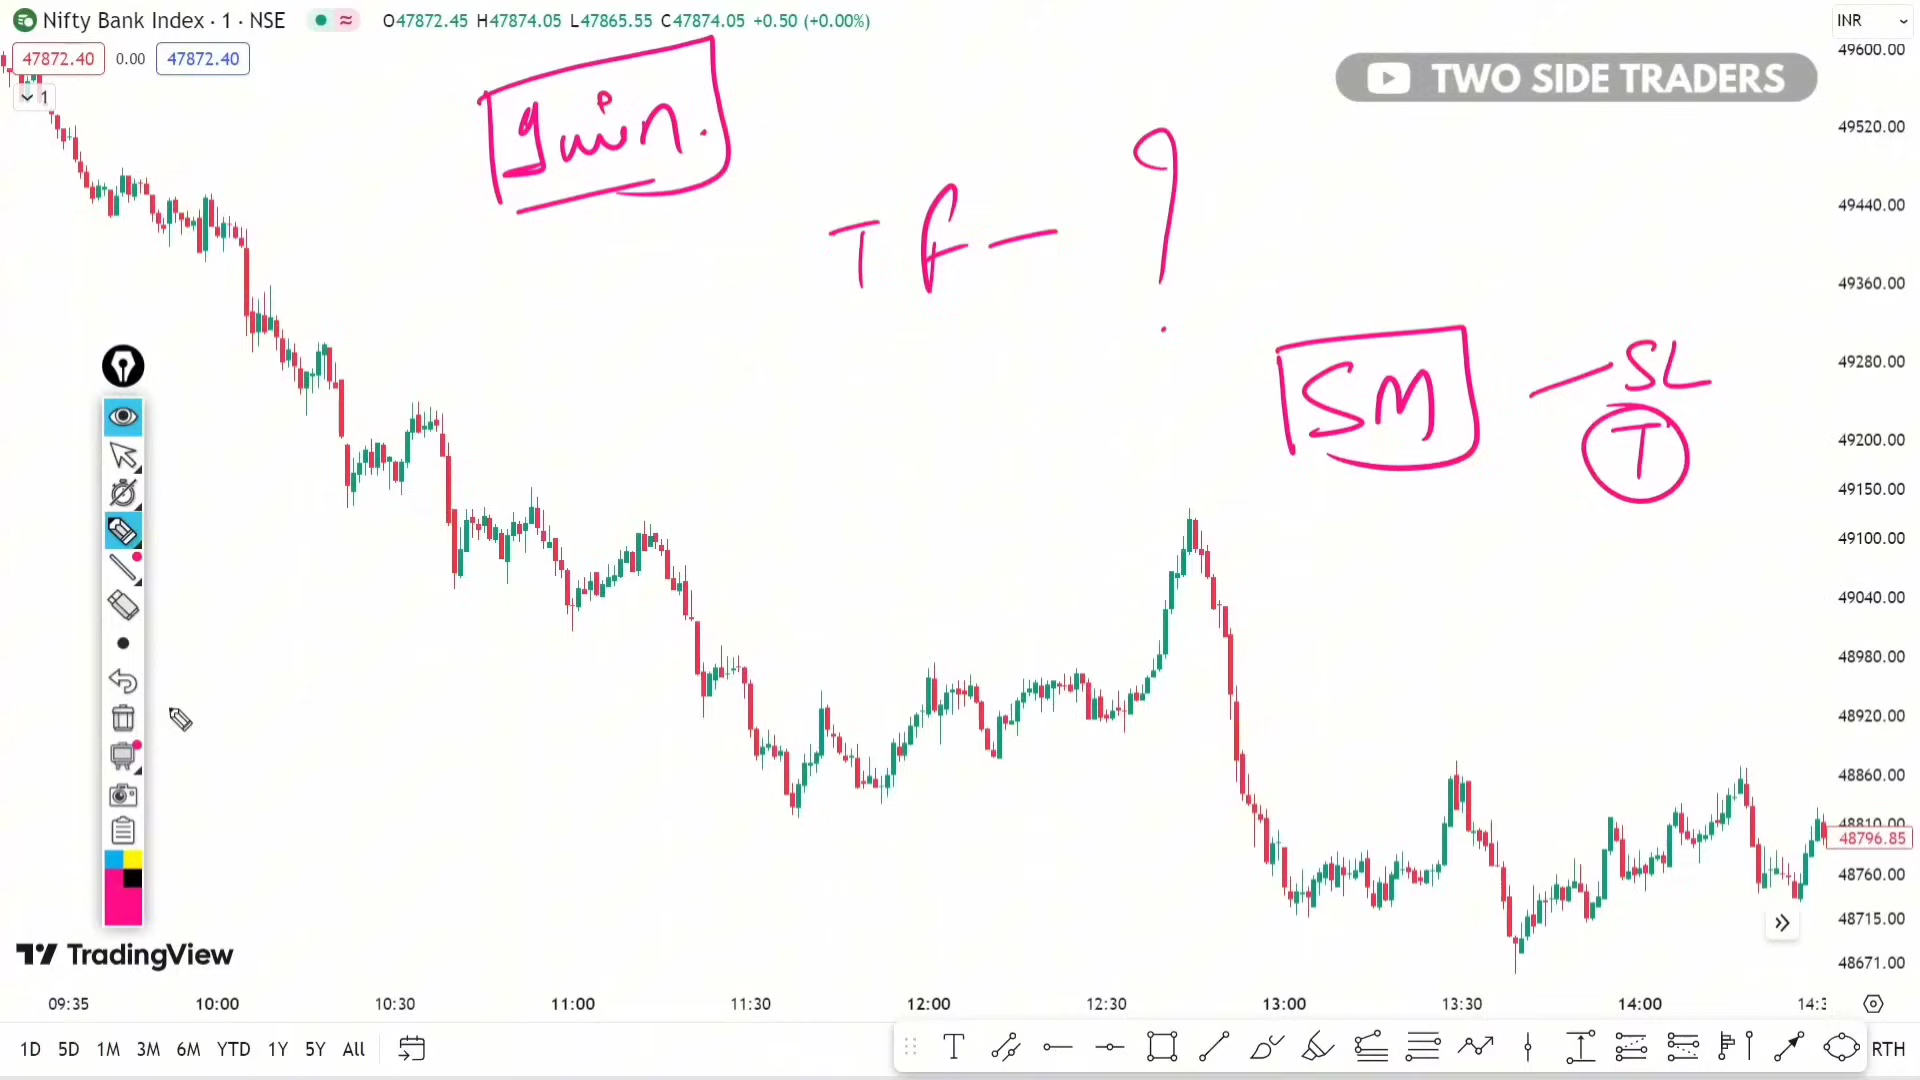 Nifty Bank Index · 1 · NSE
O47872.45 H47874.05 L47865.55 C47874.05 +0.50 (+0.00%)
INR
47872.40 0.00 47872.40
1
TWO SIDE TRADERS
1 min.
TF - ?
SM - SL
T
49600.00
49520.00
49440.00
49360.00
49280.00
49200.00
49150.00
49100.00
49040.00
48980.00
48920.00
48860.00
48810.00
48796.85
48760.00
48715.00
48671.00
TradingView
09:35 10:00 10:30 11:00 11:30 12:00 12:30 13:00 13:30 14:00
1D 5D 1M 3M 6M YTD 1Y 5Y All
T
RTH